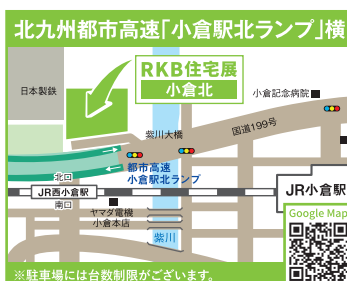 北九州都市高速「小倉駅北ランプ」横
RKB住宅展
小倉北
日本製鉄
小倉記念病院
国道199号
紫川大橋
都市高速
小倉駅北ランプ
北口
JR西小倉駅
南口
JR小倉駅
ヤマダ電機
小倉本店
紫川
Google Map
※駐車場には台数制限がございます。